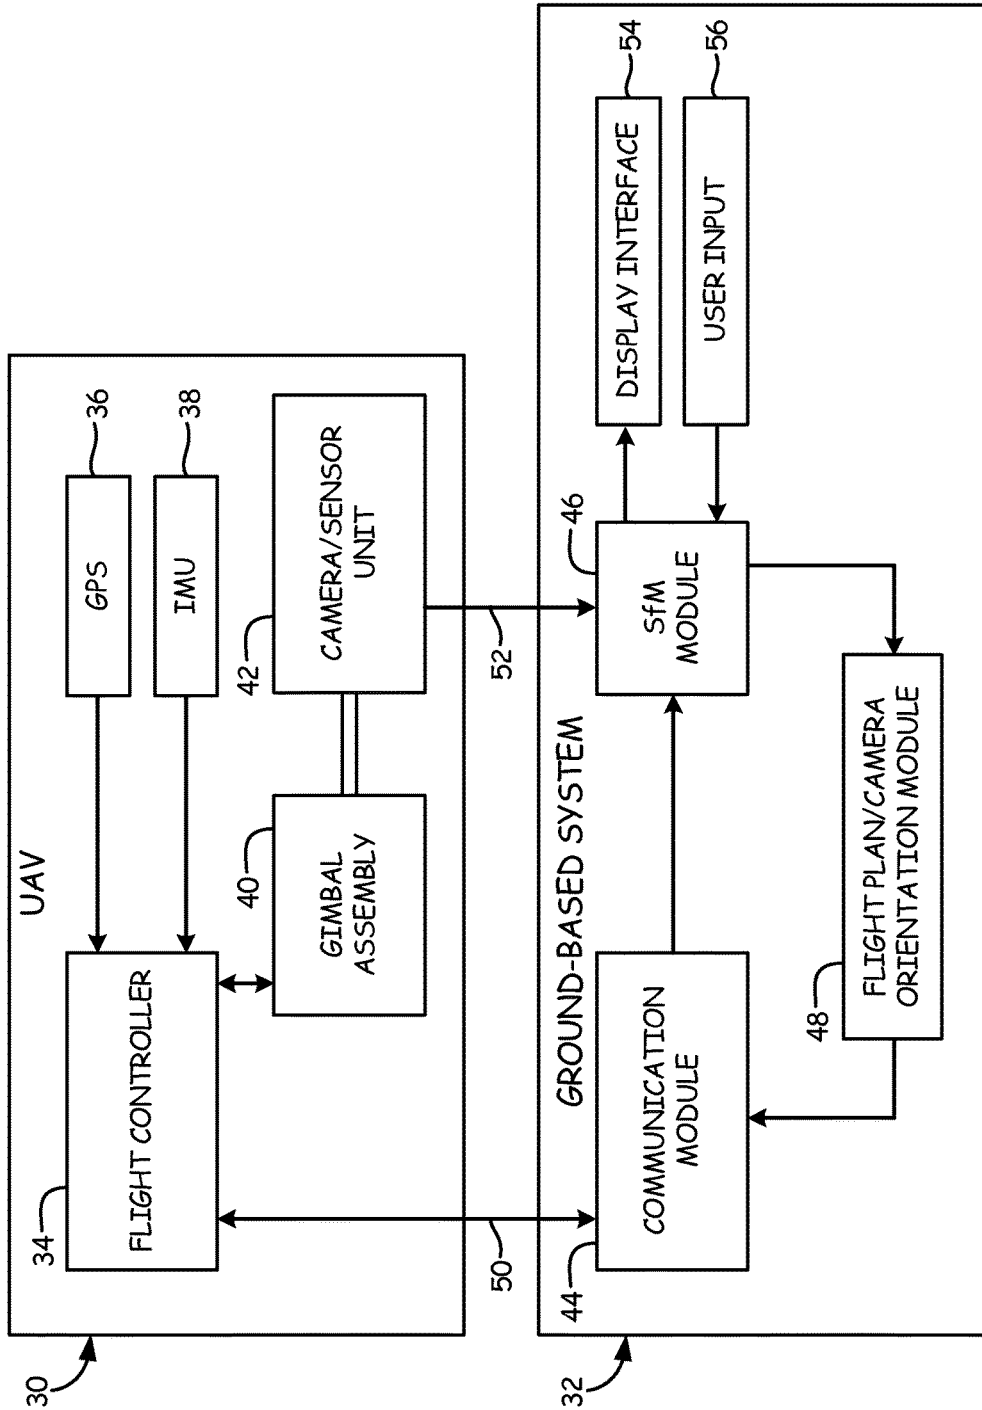 30
UAV
34
FLIGHT CONTROLLER
GPS
36
IMU
38
40
GIMBAL
ASSEMBLY
42
CAMERA/SENSOR
UNIT
50
52
32
GROUND-BASED SYSTEM
44
COMMUNICATION
MODULE
46
SfM
MODULE
DISPLAY INTERFACE
54
USER INPUT
56
48
FLIGHT PLAN/CAMERA
ORIENTATION MODULE